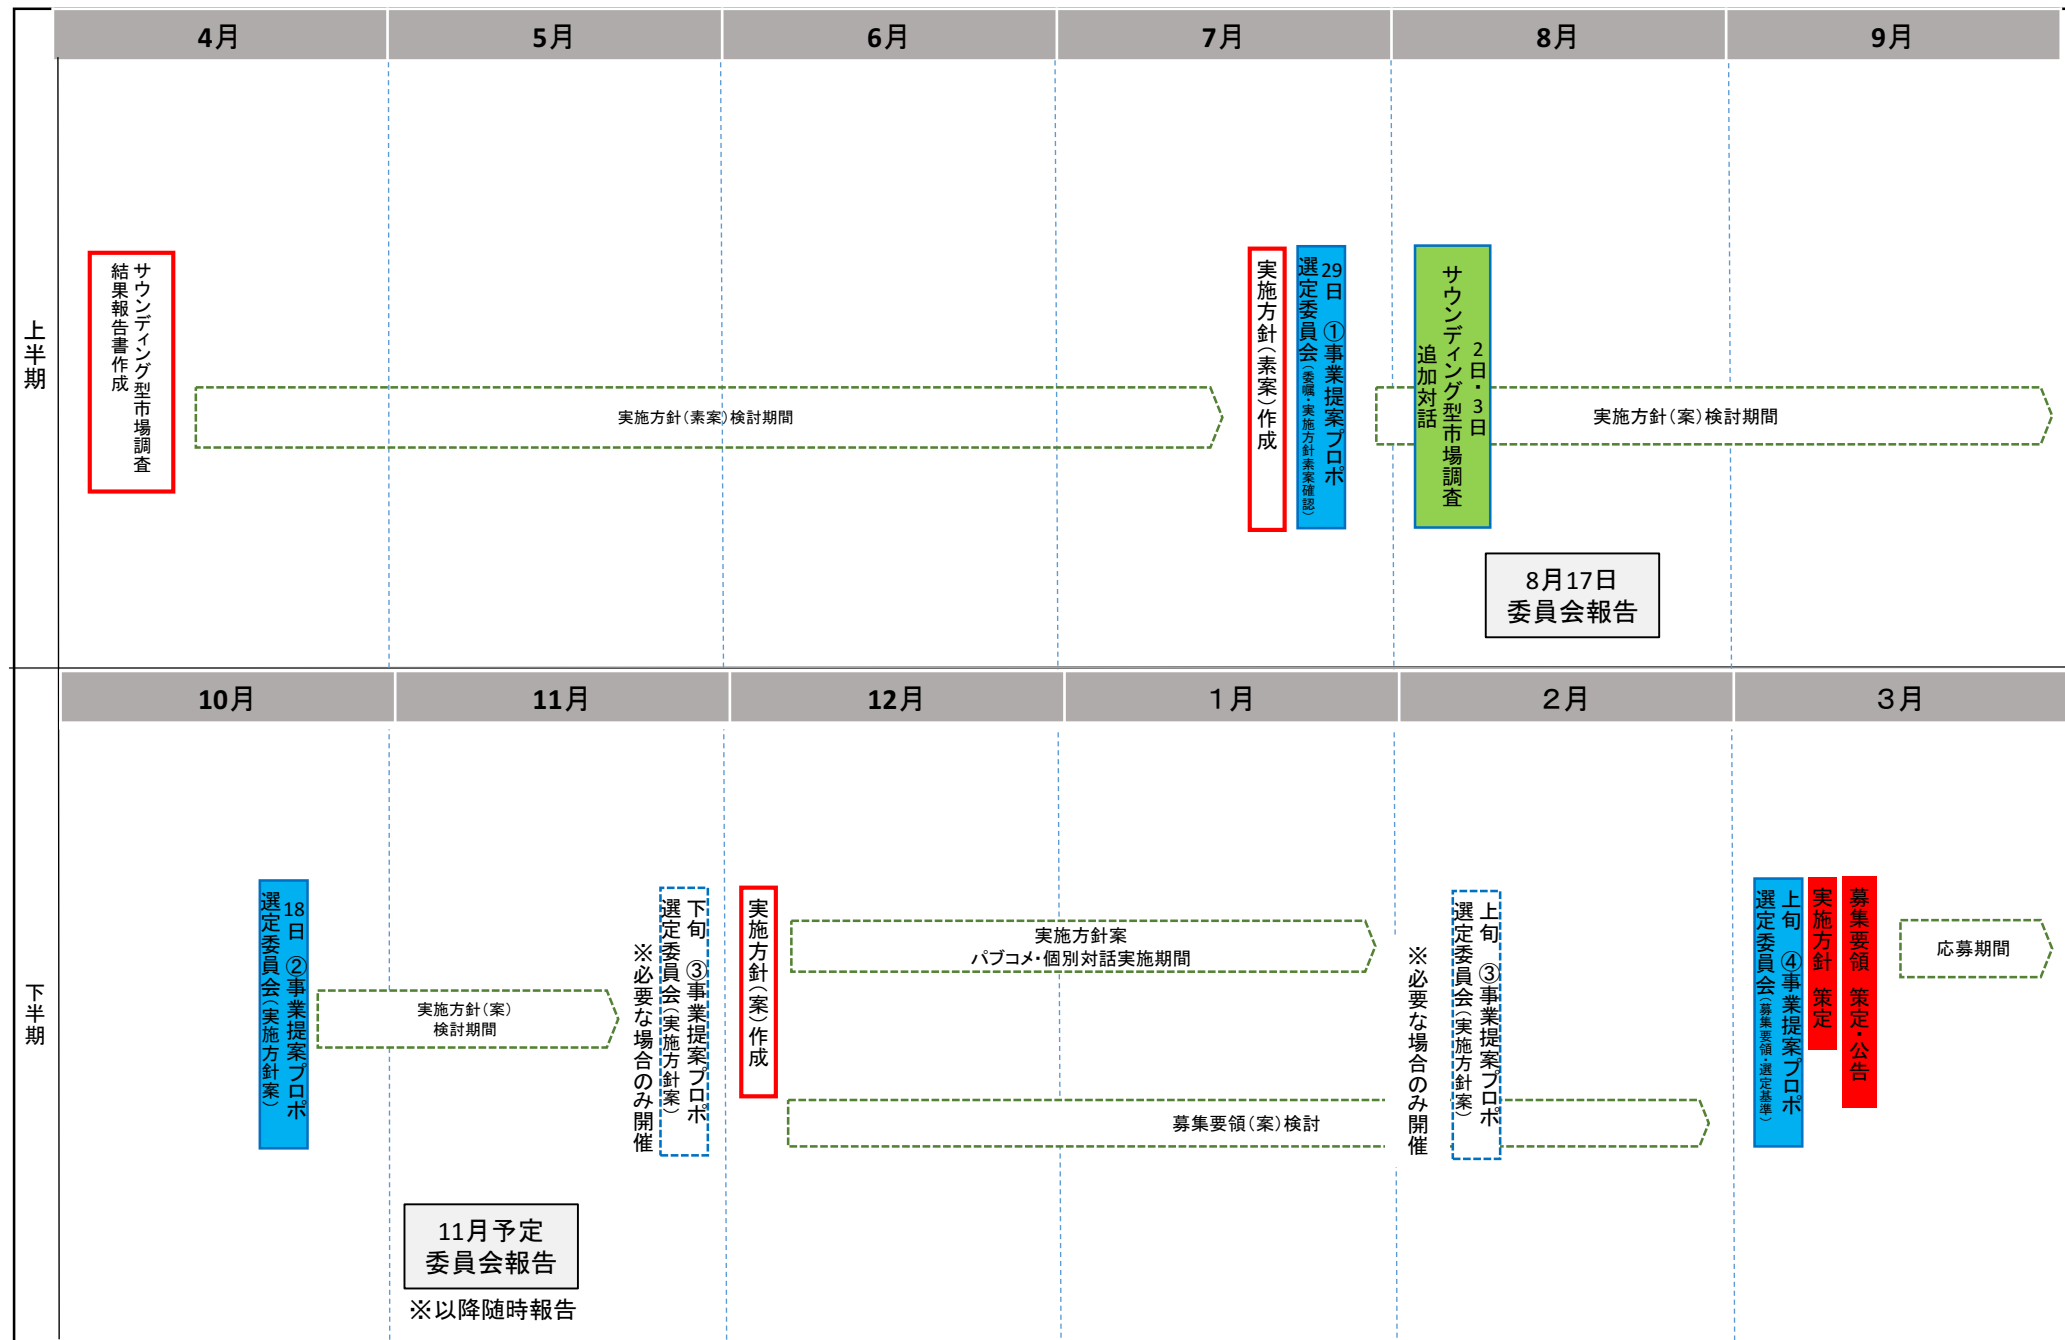 4月
5月
6月
7月
8月
9月
上半期
サウンディング型市場調査
結果報告書作成
実施方針（素案）検討期間
実施方針（素案）作成
29日　①事業提案プロポ
選定委員会（委嘱・実施方針素案確認）
2日・3日
サウンディング型市場調査
追加対話
実施方針（案）検討期間
8月17日
委員会報告
10月
11月
12月
１月
２月
３月
下半期
18日　②事業提案プロポ
選定委員会（実施方針案）
実施方針（案）
検討期間
下旬　③事業提案プロポ
選定委員会（実施方針案）
※必要な場合のみ開催
実施方針（案）作成
実施方針案
パブコメ・個別対話実施期間
募集要領（案）検討
上旬　③事業提案プロポ
選定委員会（実施方針案）
※必要な場合のみ開催
上旬　④事業提案プロポ
選定委員会（募集要領・選定基準）
実施方針　策定
募集要領　策定・公告
応募期間
11月予定
委員会報告
※以降随時報告